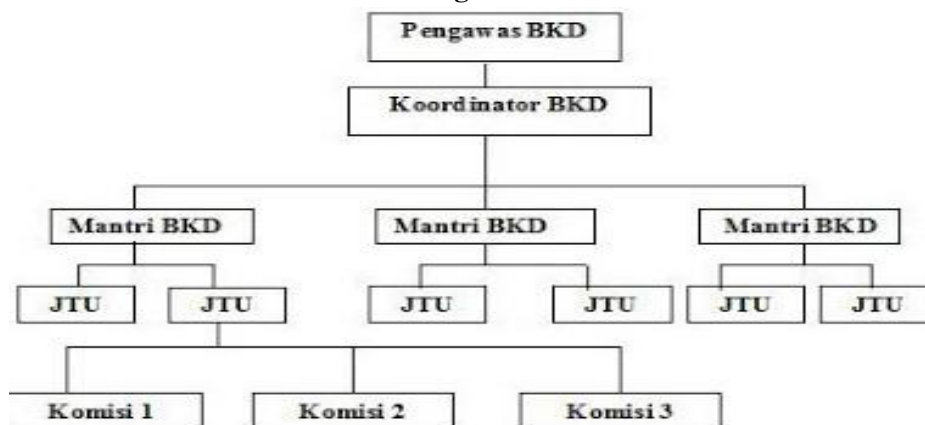 Pengawas BKD
Koordinator BKD
Mantri BKD
Mantri BKD
Mantri BKD
JTU
JTU
JTU
JTU
JTU
JTU
Komisi 1
Komisi 2
Komisi 3